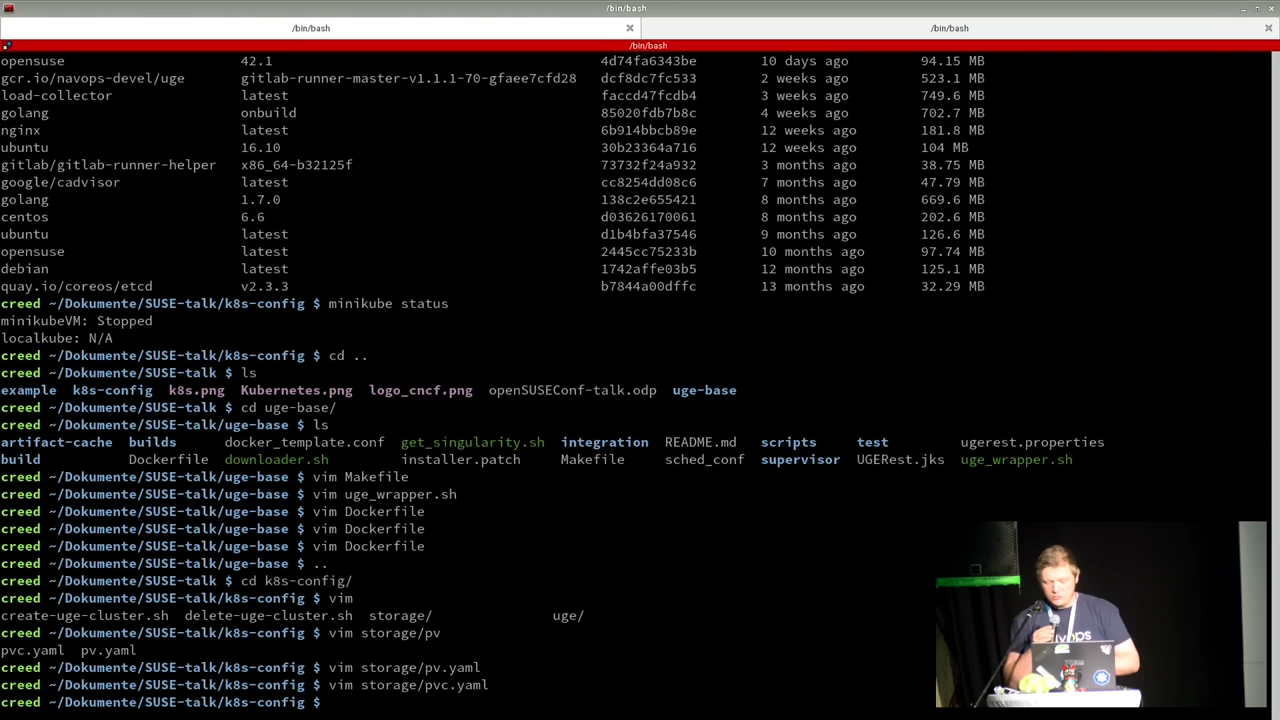 /bin/bash
/bin/bash /bin/bash
/bin/bash
opensuse 42.1 4d74fa6343be 10 days ago 94.15 MB
gcr.io/navops-devel/uge gitlab-runner-master-v1.1.1-70-gfaee7cfd28 dcf8dc7fc533 2 weeks ago 523.1 MB
load-collector latest faccd47fcdb4 3 weeks ago 749.6 MB
golang onbuild 85020fdb7b8c 4 weeks ago 702.7 MB
nginx latest 6b914bbcb89e 12 weeks ago 181.8 MB
ubuntu 16.10 30b23364a716 12 weeks ago 104 MB
gitlab/gitlab-runner-helper x86_64-b32125f 73732f24a932 3 months ago 38.75 MB
google/cadvisor latest cc8254dd08c6 7 months ago 47.79 MB
golang 1.7.0 138c2e655421 8 months ago 669.6 MB
centos 6.6 d03626170061 8 months ago 202.6 MB
ubuntu latest d1b4bfa37546 9 months ago 126.6 MB
opensuse latest 2445cc75233b 10 months ago 97.74 MB
debian latest 1742affe03b5 12 months ago 125.1 MB
quay.io/coreos/etcd v2.3.3 b7844a00dffc 13 months ago 32.29 MB
creed ~/Dokumente/SUSE-talk/k8s-config $ minikube status
minikubeVM: Stopped
localkube: N/A
creed ~/Dokumente/SUSE-talk/k8s-config $ cd ..
creed ~/Dokumente/SUSE-talk $ ls
example k8s-config k8s.png Kubernetes.png logo_cncf.png openSUSEConf-talk.odp uge-base
creed ~/Dokumente/SUSE-talk $ cd uge-base/
creed ~/Dokumente/SUSE-talk/uge-base $ ls
artifact-cache builds docker_template.conf get_singularity.sh integration README.md scripts test ugerest.properties
build Dockerfile downloader.sh installer.patch Makefile sched_conf supervisor UGERest.jks uge_wrapper.sh
creed ~/Dokumente/SUSE-talk/uge-base $ vim Makefile
creed ~/Dokumente/SUSE-talk/uge-base $ vim uge_wrapper.sh
creed ~/Dokumente/SUSE-talk/uge-base $ vim Dockerfile
creed ~/Dokumente/SUSE-talk/uge-base $ vim Dockerfile
creed ~/Dokumente/SUSE-talk/uge-base $ vim Dockerfile
creed ~/Dokumente/SUSE-talk/uge-base $ ..
creed ~/Dokumente/SUSE-talk $ cd k8s-config/
creed ~/Dokumente/SUSE-talk/k8s-config $ vim
create-uge-cluster.sh delete-uge-cluster.sh storage/ uge/
creed ~/Dokumente/SUSE-talk/k8s-config $ vim storage/pv
pvc.yaml pv.yaml
creed ~/Dokumente/SUSE-talk/k8s-config $ vim storage/pv.yaml
creed ~/Dokumente/SUSE-talk/k8s-config $ vim storage/pvc.yaml
creed ~/Dokumente/SUSE-talk/k8s-config $